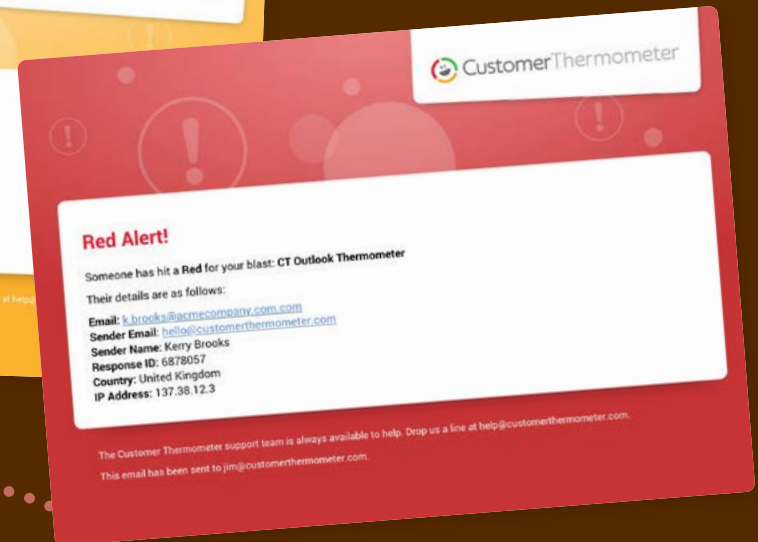 CustomerThermometer
Red Alert!
Someone has hit a Red for your blast: CT Outlook Thermometer
Their details are as follows:
Email: k.brooks@acmecompany.com.com
Sender Email: hello@customerthermometer.com
Sender Name: Kerry Brooks
Response ID: 6878057
Country: United Kingdom
IP Address: 137.38.12.3
The Customer Thermometer support team is always available to help. Drop us a line at help@customerthermometer.com.
This email has been sent to jim@customerthermometer.com.
at help@